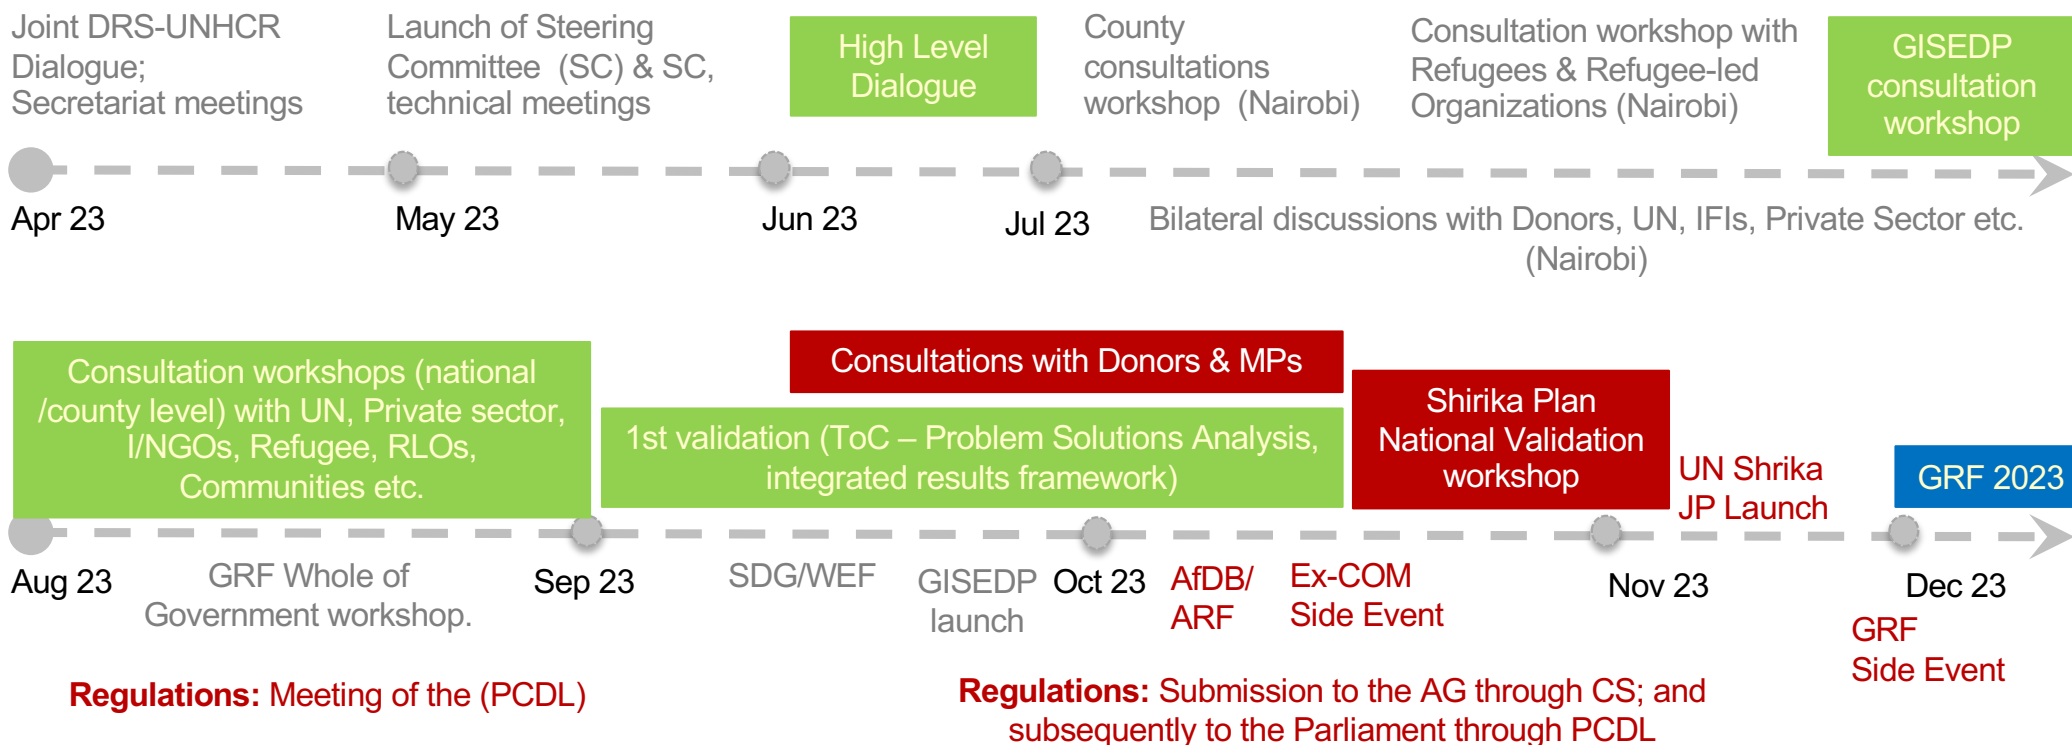 Joint DRS-UNHCR
Dialogue;
Secretariat meetings
Launch of Steering
Committee (SC) & SC,
technical meetings
High Level
Dialogue
County
consultations
workshop (Nairobi)
Consultation workshop with
Refugees & Refugee-led
Organizations (Nairobi)
GISEDP
consultation
workshop
Apr 23
May 23
Jun 23
Jul 23
Bilateral discussions with Donors, UN, IFIs, Private Sector etc.
(Nairobi)
Consultation workshops (national
/county level) with UN, Private sector,
I/NGOs, Refugee, RLOs,
Communities etc.
Consultations with Donors & MPs
1st validation (ToC – Problem Solutions Analysis,
integrated results framework)
Shirika Plan
National Validation
workshop
UN Shrika
JP Launch
GRF 2023
Aug 23
GRF Whole of
Government workshop.
Sep 23
SDG/WEF
GISEDP
launch
Oct 23
AfDB/
ARF
Ex-COM
Side Event
Nov 23
Dec 23
GRF
Side Event
Regulations: Meeting of the (PCDL)
Regulations: Submission to the AG through CS; and
subsequently to the Parliament through PCDL